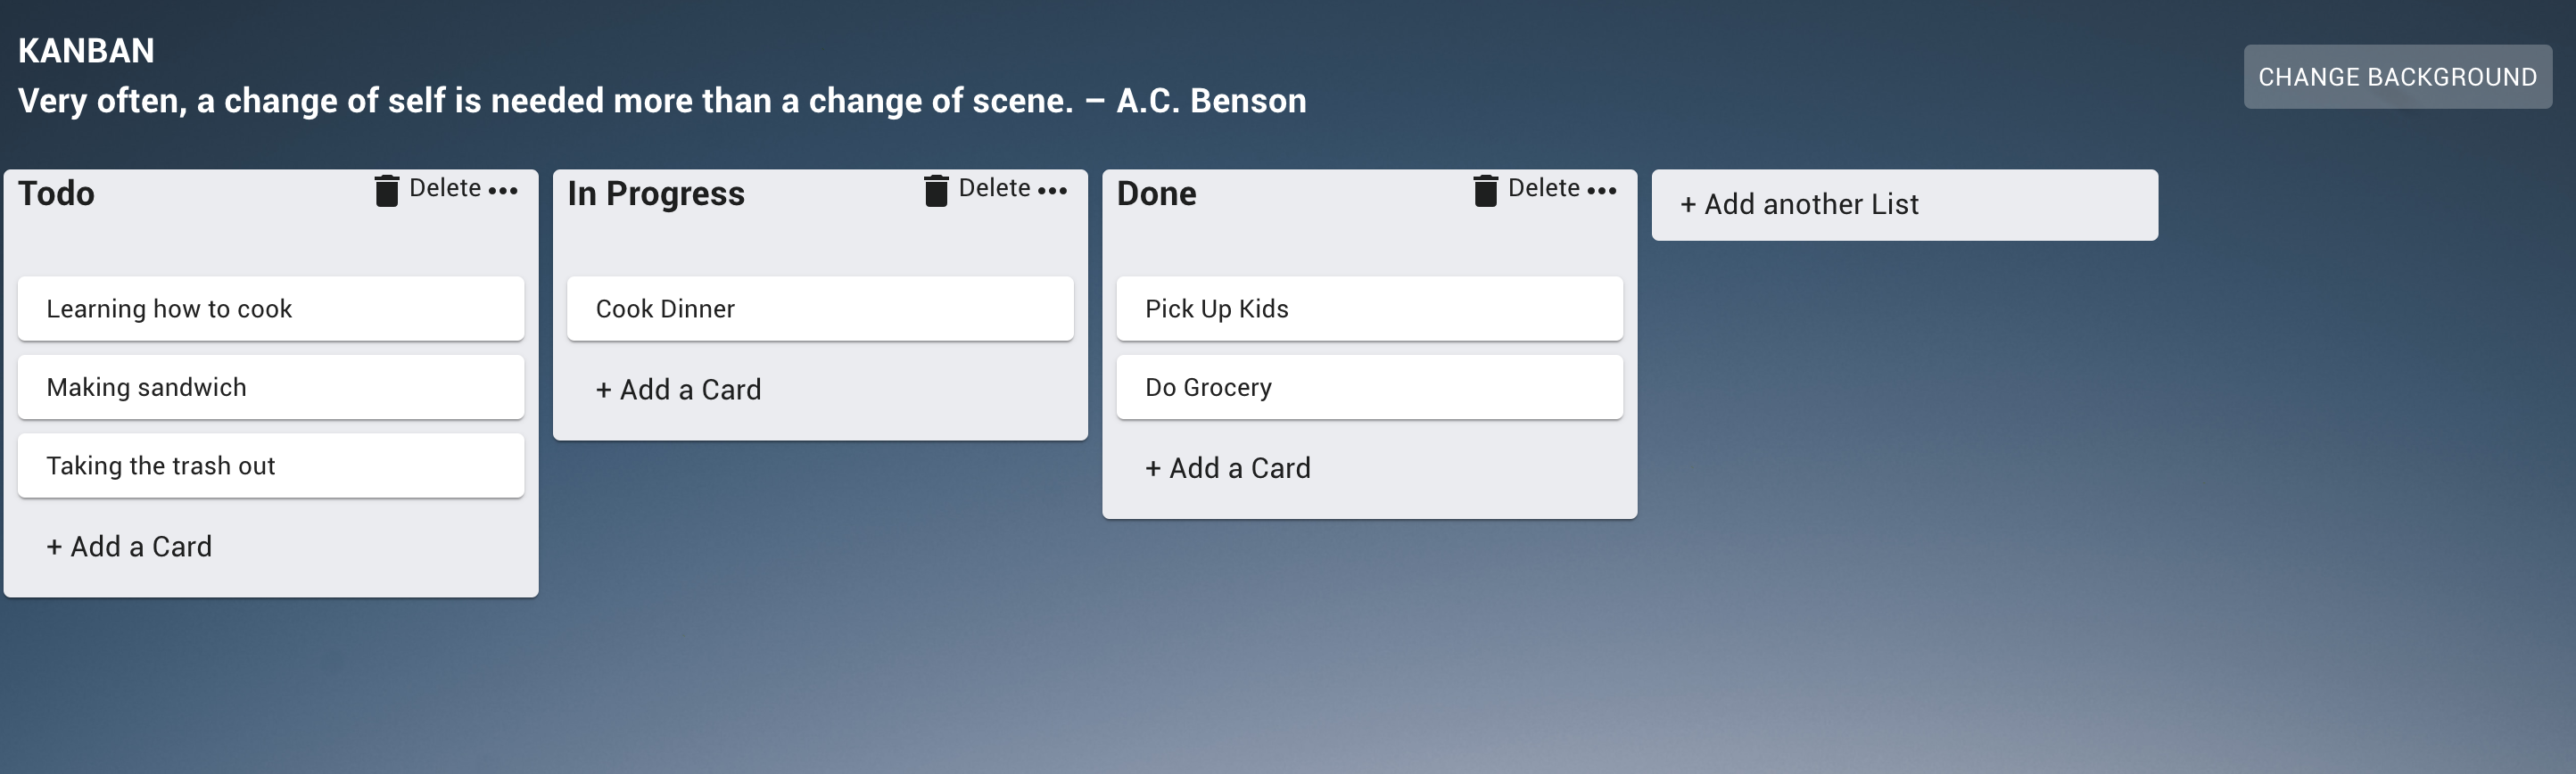 KANBAN
Very often, a change of self is needed more than a change of scene. – A.C. Benson
CHANGE BACKGROUND
Todo
Delete
Learning how to cook
Making sandwich
Taking the trash out
+ Add a Card
In Progress
Delete
Cook Dinner
+ Add a Card
Done
Delete
Pick Up Kids
Do Grocery
+ Add a Card
+ Add another List